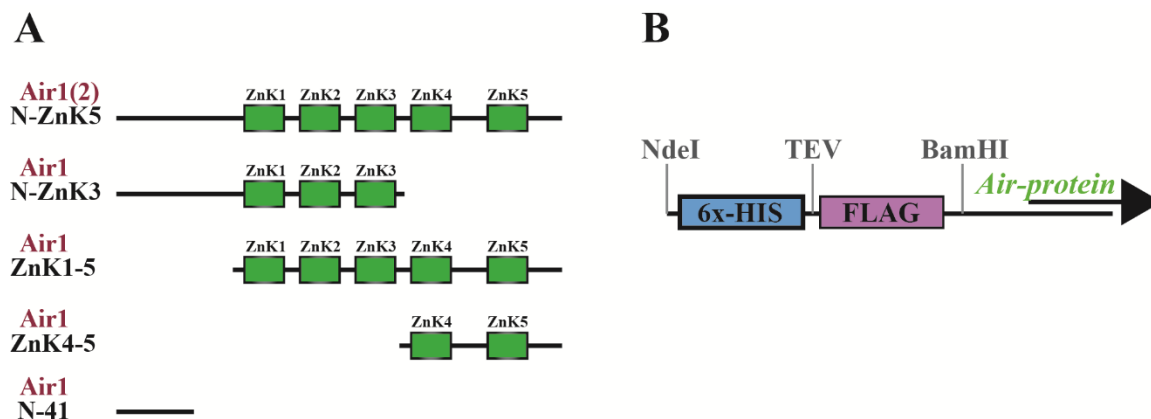 A
Air1(2)
N-ZnK5
ZnK1 ZnK2 ZnK3 ZnK4 ZnK5
Air1
N-ZnK3
ZnK1 ZnK2 ZnK3
Air1
ZnK1-5
ZnK1 ZnK2 ZnK3 ZnK4 ZnK5
Air1
ZnK4-5
ZnK4 ZnK5
Air1
N-41
B
NdeI TEV BamHI
Air-protein
6x-HIS FLAG